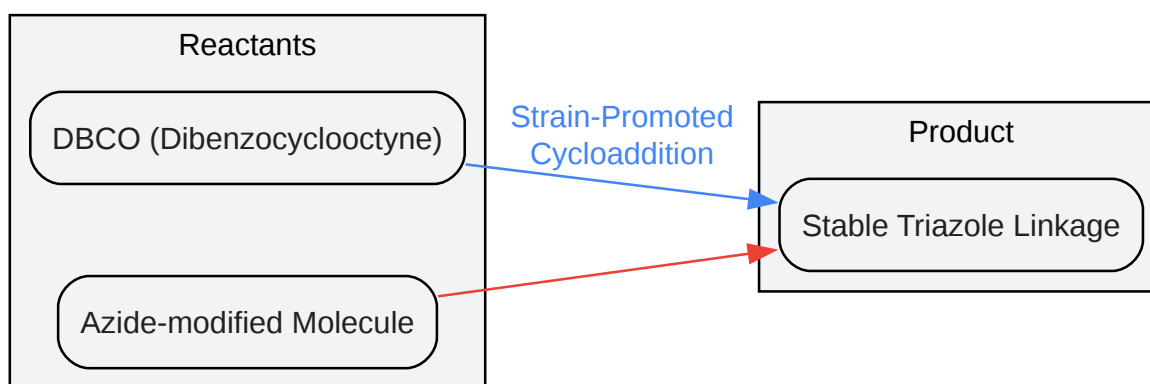 Reactants
DBCO (Dibenzocyclooctyne)
Azide-modified Molecule
Strain-Promoted
Cycloaddition
Product
Stable Triazole Linkage